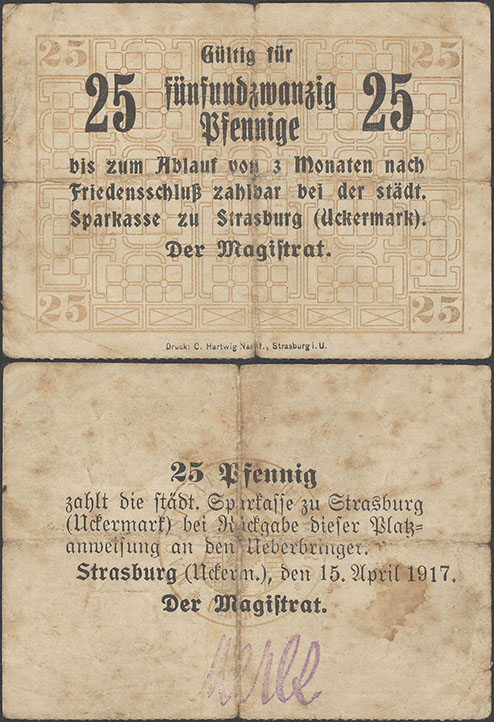 25 25
Gültig für
25 fünfundzwanzig 25
Pfennige
bis zum Ablauf von 3 Monaten nach
Friedensschluß zahlbar bei der städt.
Sparkasse zu Strasburg (Uckermark).
Der Magistrat.
25 25
Druck: C. Hartwig Nachf., Strasburg i. U.
25 Pfennig
zahlt die städt. Sparkasse zu Strasburg
(Uckermark) bei Rückgabe dieser Platz-
anweisung an den Ueberbringer.
Strasburg (Uckerm.), den 15. April 1917.
Der Magistrat.